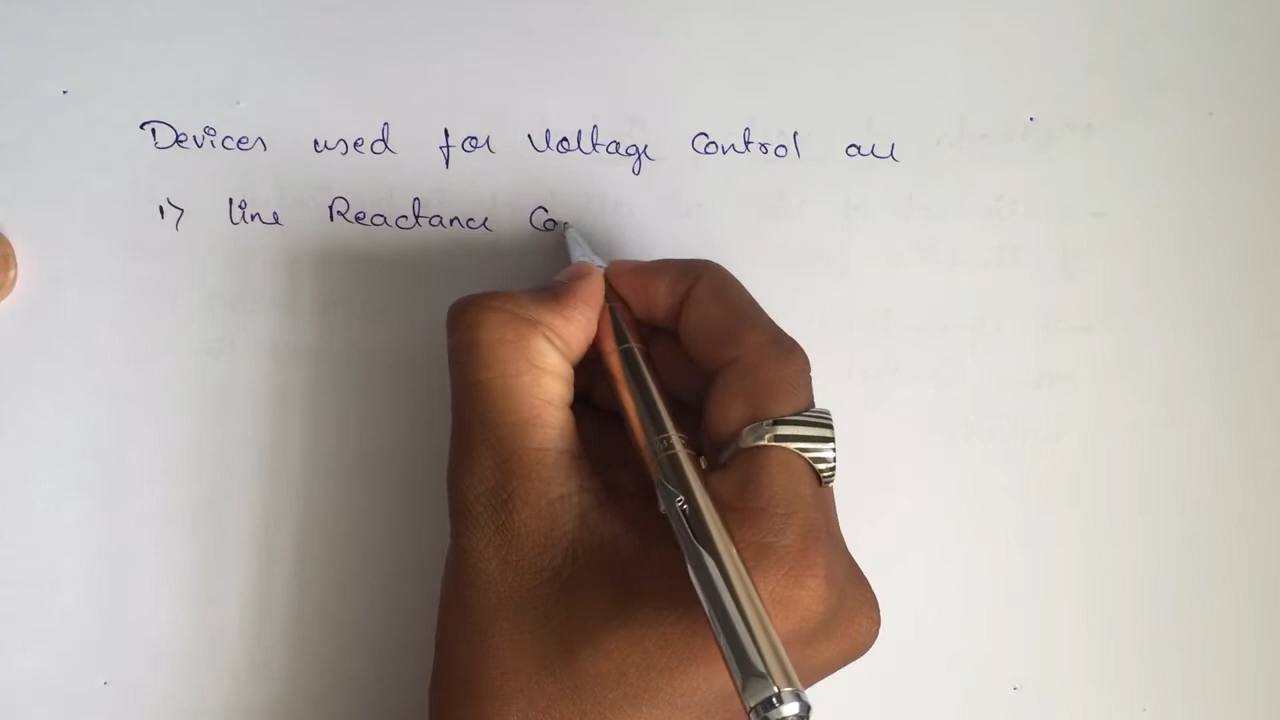 Devices used for Voltage Control are
1) Line Reactance Co